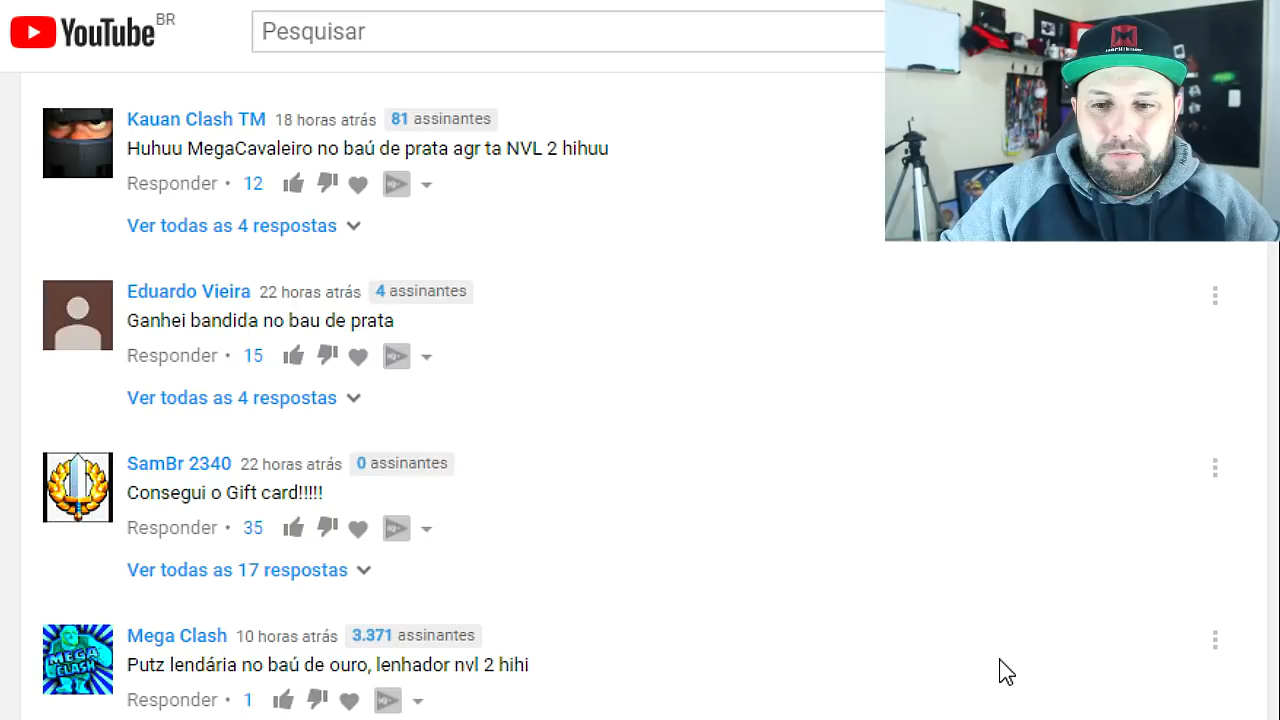 YouTube BR
Pesquisar
Kauan Clash TM 18 horas atrás 81 assinantes
Huhuu MegaCavaleiro no baú de prata agr ta NVL 2 hihuu
Responder • 12
Ver todas as 4 respostas
Eduardo Vieira 22 horas atrás 4 assinantes
Ganhei bandida no bau de prata
Responder • 15
Ver todas as 4 respostas
SamBr 2340 22 horas atrás 0 assinantes
Consegui o Gift card!!!!!
Responder • 35
Ver todas as 17 respostas
MEGA
CLASH
Mega Clash 10 horas atrás 3.371 assinantes
Putz lendária no baú de ouro, lenhador nvl 2 hihi
Responder • 1